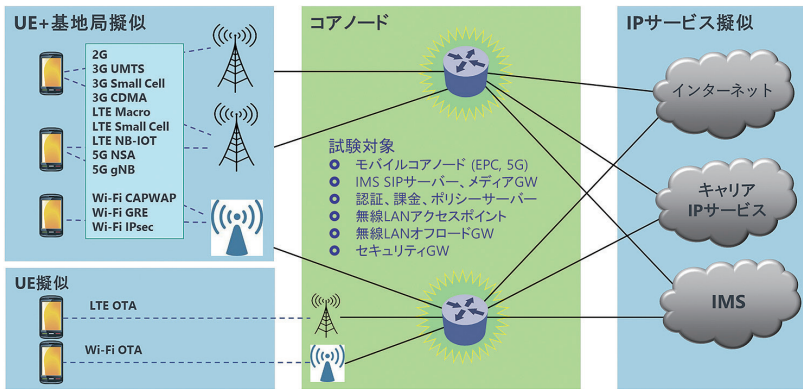 UE+基地局擬似
2G
3G UMTS
3G Small Cell
3G CDMA
LTE Macro
LTE Small Cell
LTE NB-IOT
5G NSA
5G gNB
Wi-Fi CAPWAP
Wi-Fi GRE
Wi-Fi IPsec
UE擬似
LTE OTA
Wi-Fi OTA
コアノード
試験対象
モバイルコアノード (EPC, 5G)
IMS SIPサーバー、メディアGW
認証、課金、ポリシーサーバー
無線LANアクセスポイント
無線LANオフロードGW
セキュリティGW
IPサービス擬似
インターネット
キャリア
IPサービス
IMS